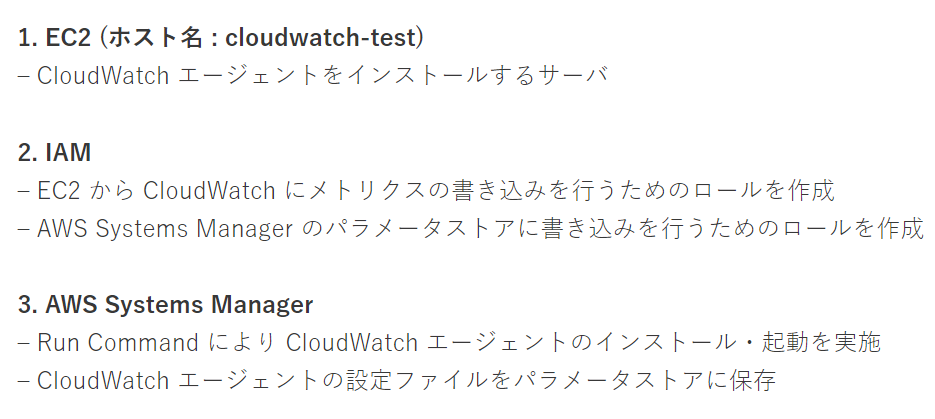 1. EC2 (ホスト名 : cloudwatch-test)
– CloudWatch エージェントをインストールするサーバ
2. IAM
– EC2 から CloudWatch にメトリクスの書き込みを行うためのロールを作成
– AWS Systems Manager のパラメータストアに書き込みを行うためのロールを作成
3. AWS Systems Manager
– Run Command により CloudWatch エージェントのインストール・起動を実施
– CloudWatch エージェントの設定ファイルをパラメータストアに保存